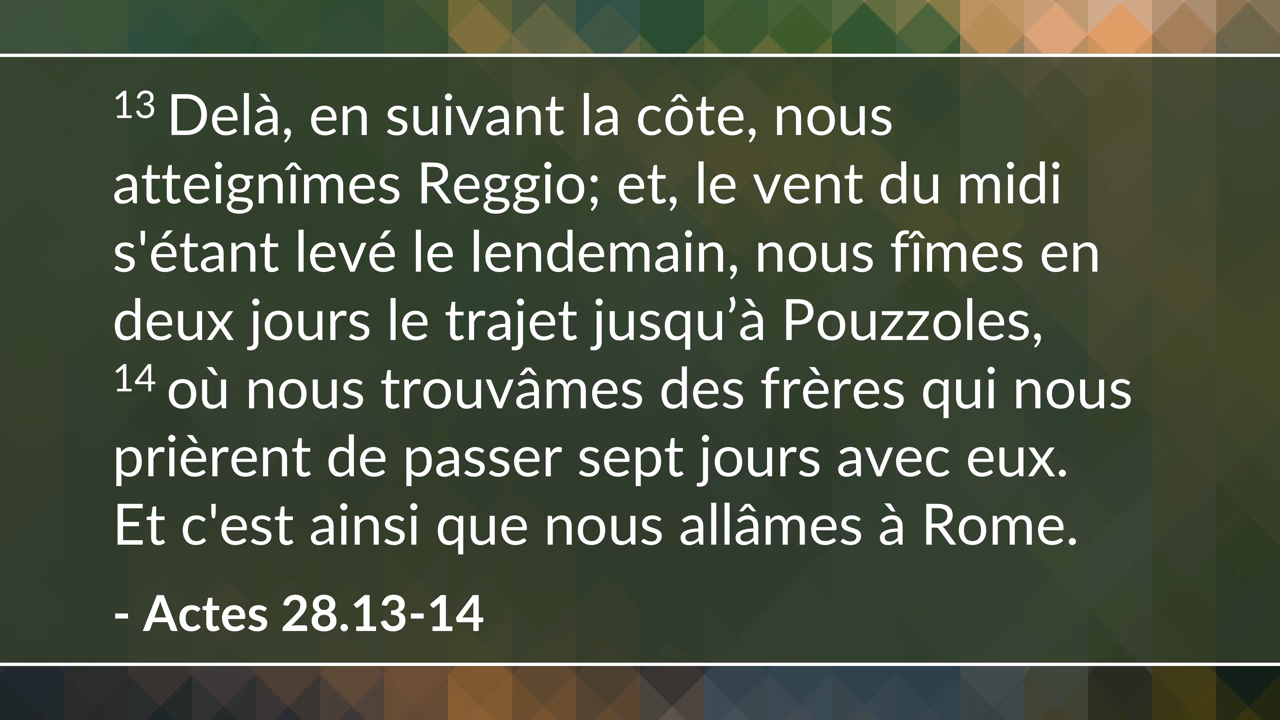 13 Delà, en suivant la côte, nous
atteignîmes Reggio; et, le vent du midi
s'étant levé le lendemain, nous fîmes en
deux jours le trajet jusqu’à Pouzzoles,
14 où nous trouvâmes des frères qui nous
prièrent de passer sept jours avec eux.
Et c'est ainsi que nous allâmes à Rome.
- Actes 28.13-14